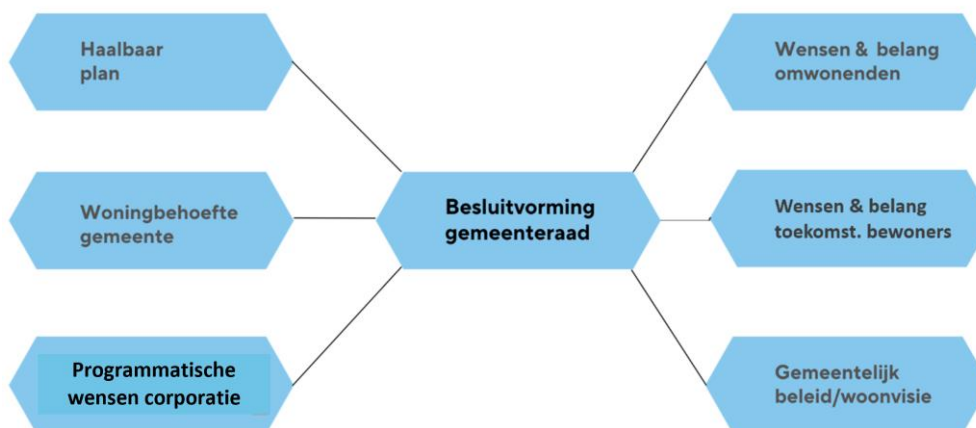 Haalbaar
plan
Wensen & belang
omwonenden
Woningbehoefte
gemeente
Besluitvorming
gemeenteraad
Wensen & belang
toekomst. bewoners
Programmatische
wensen corporatie
Gemeentelijk
beleid/woonvisie